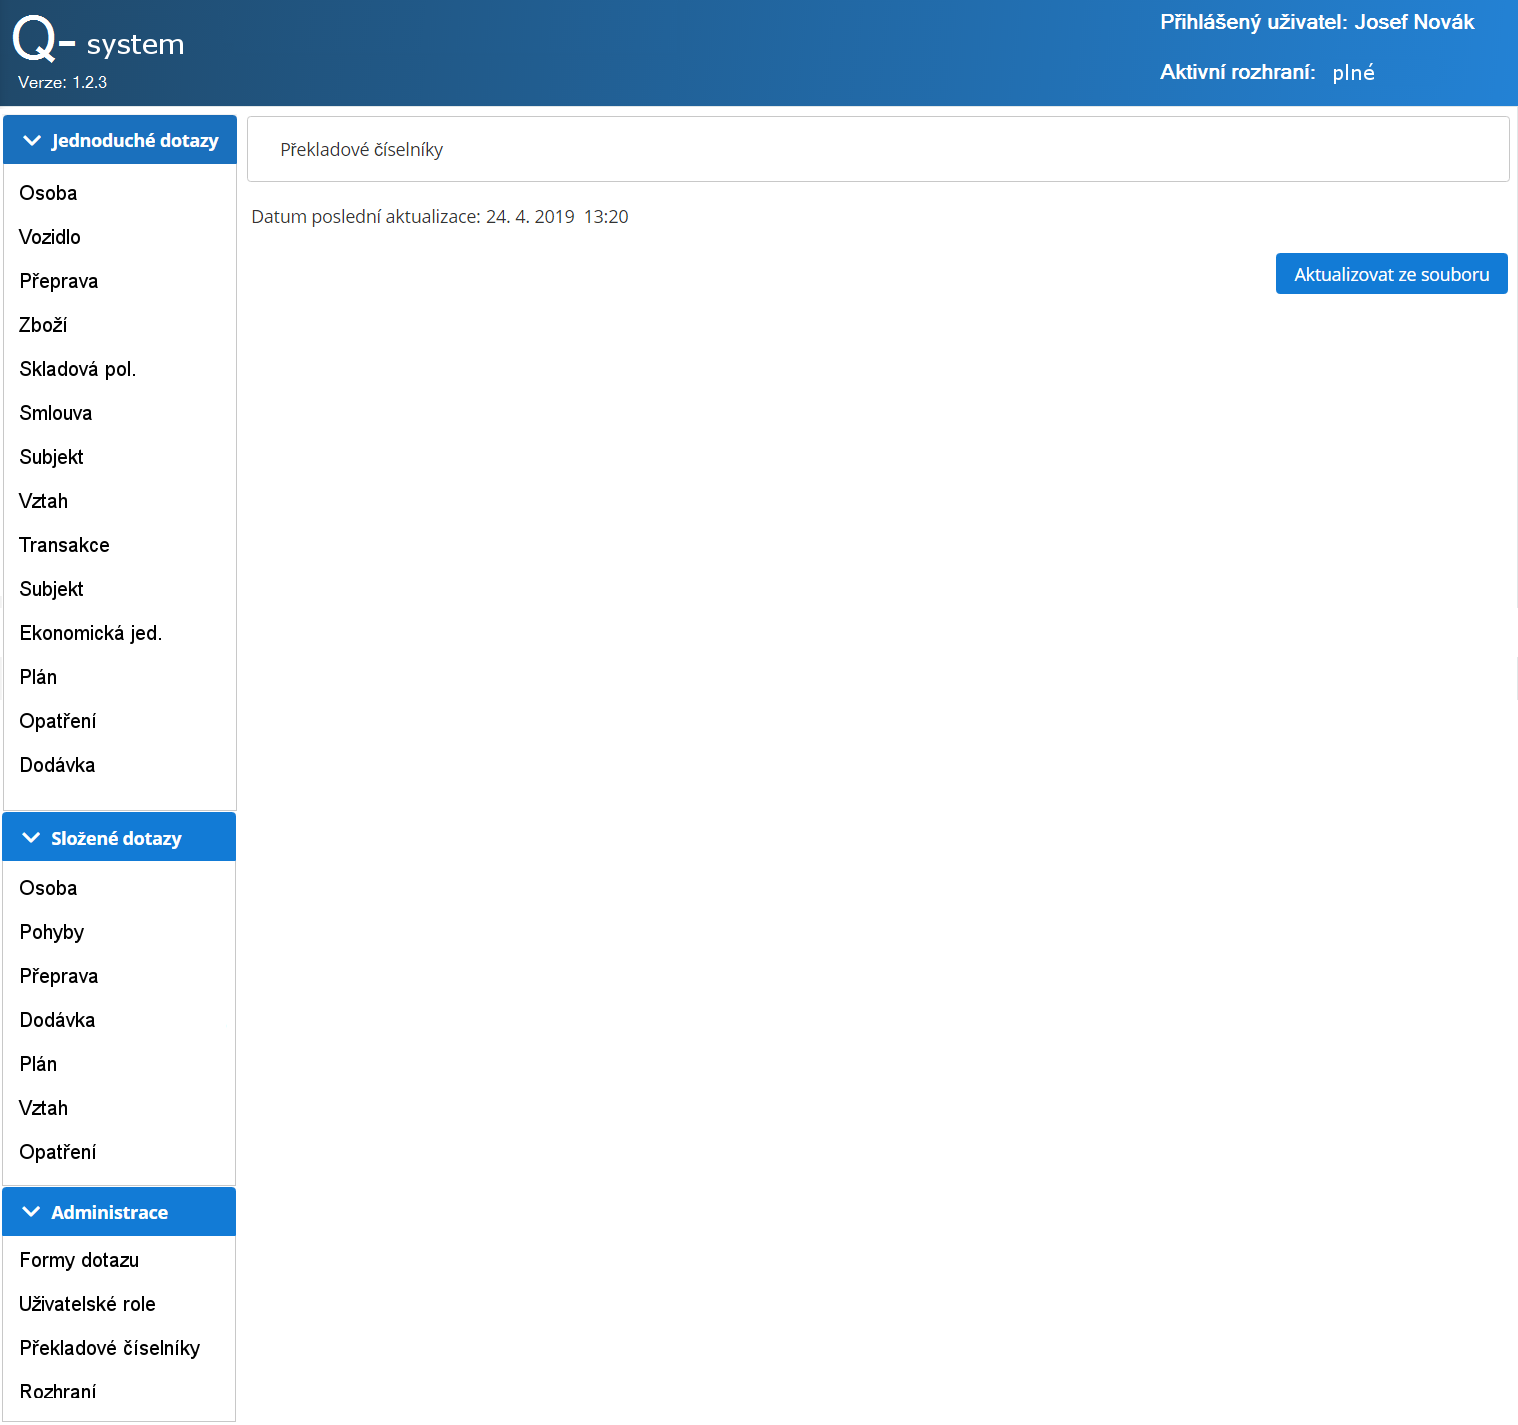 Q- system
Verze: 1.2.3
Přihlášený uživatel: Josef Novák
Aktivní rozhraní: plné
Jednoduché dotazy
Osoba
Vozidlo
Přeprava
Zboží
Skladová pol.
Smlouva
Subjekt
Vztah
Transakce
Subjekt
Ekonomická jed.
Plán
Opatření
Dodávka
Složené dotazy
Osoba
Pohyby
Přeprava
Dodávka
Plán
Vztah
Opatření
Administrace
Formy dotazu
Uživatelské role
Překladové číselníky
Rozhraní
Překladové číselníky
Datum poslední aktualizace: 24. 4. 2019 13:20
Aktualizovat ze souboru